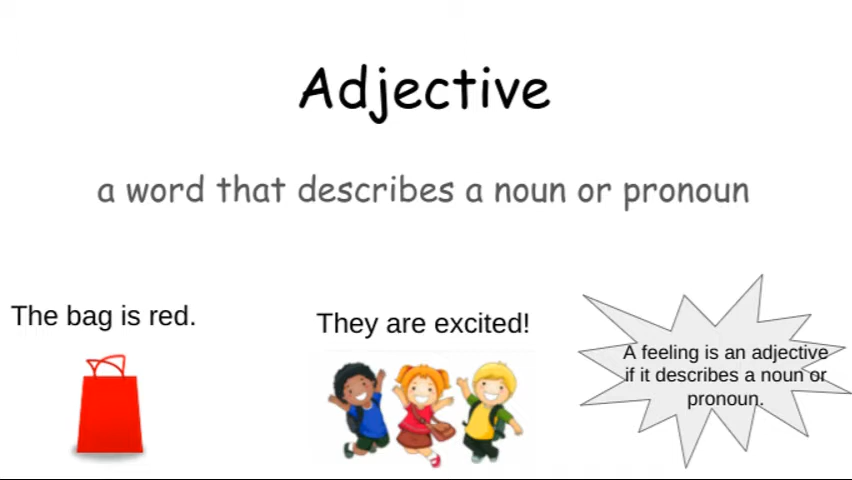 Adjective
a word that describes a noun or pronoun
The bag is red.
They are excited!
A feeling is an adjective
if it describes a noun or
pronoun.